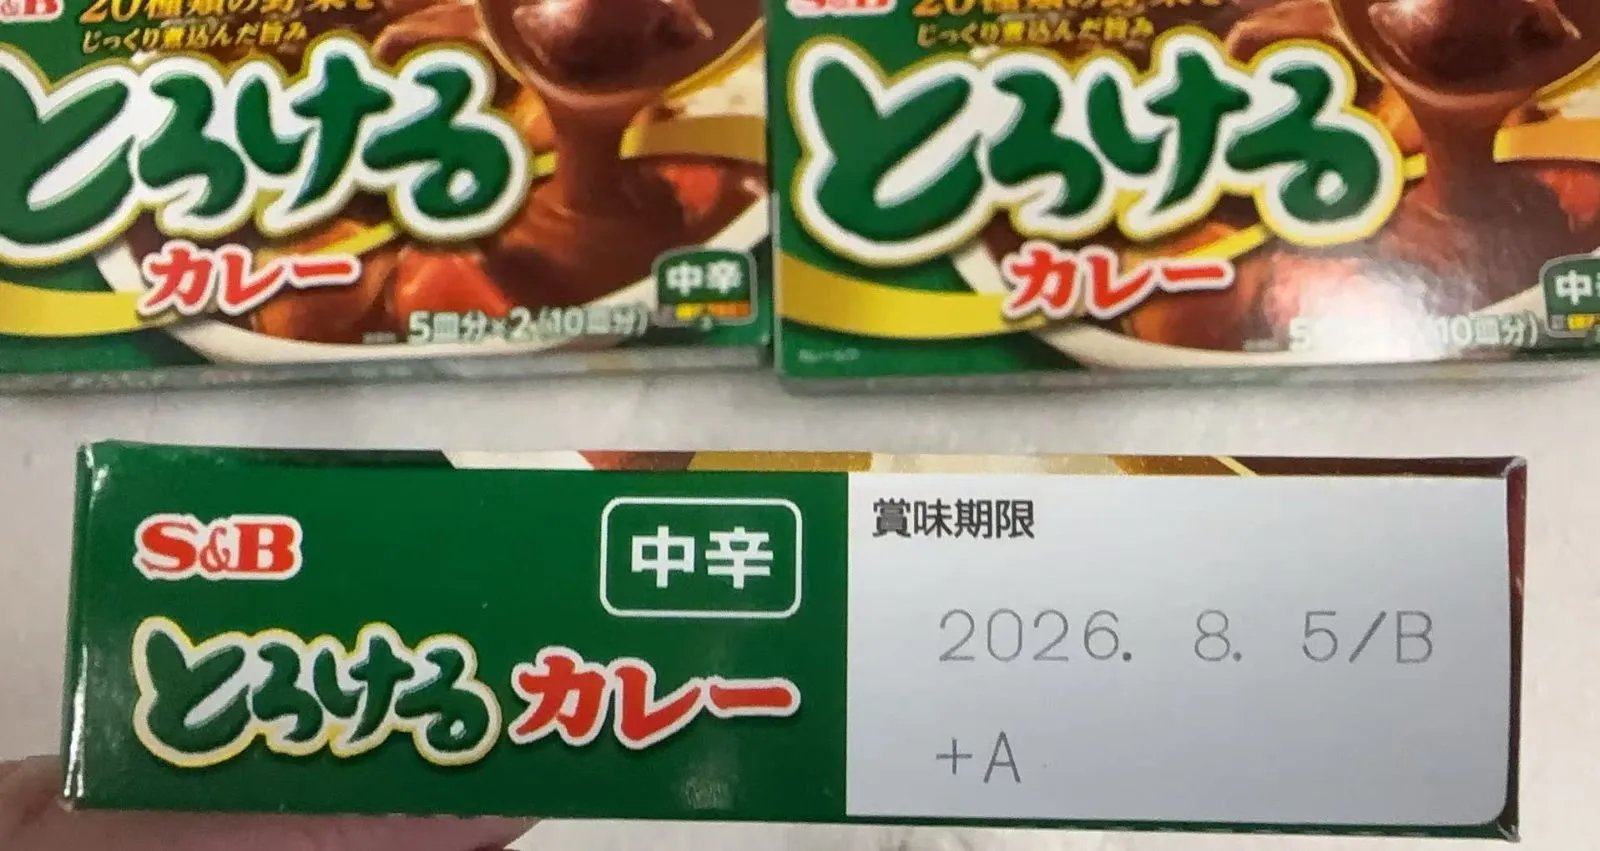 S&B
20種類の野菜を
じっくり煮込んだ旨み
とろける
カレー
中辛
5皿分×2(10皿分)
S&B
20種類の野菜を
じっくり煮込んだ旨み
とろける
カレー
中
10皿分)
S&B
中辛
とろけるカレー
賞味期限
2026. 8. 5/B
+A